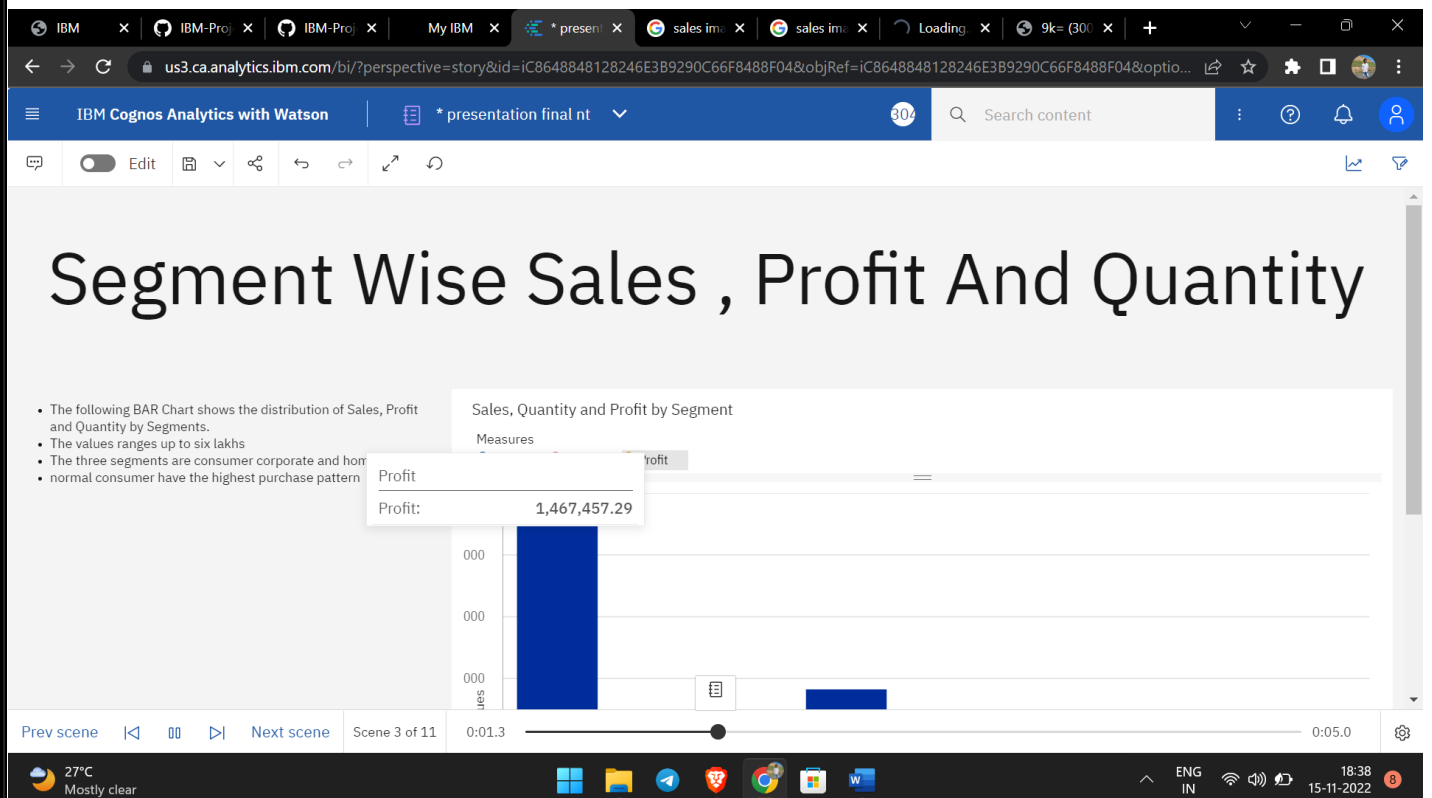 IBM
IBM-Proj
IBM-Proj
My IBM
* present
sales ima
sales ima
Loading.
9k= (300
us3.ca.analytics.ibm.com/bi/?perspective=story&id=iC8648848128246E3B9290C66F8488F04&objRef=iC8648848128246E3B9290C66F8488F04&optio...
IBM Cognos Analytics with Watson
* presentation final nt
304
Search content
Edit
Segment Wise Sales , Profit And Quantity
• The following BAR Chart shows the distribution of Sales, Profit
and Quantity by Segments.
• The values ranges up to six lakhs
• The three segments are consumer corporate and hom
• normal consumer have the highest purchase pattern
Sales, Quantity and Profit by Segment
Measures
Profit
Profit
Profit: 1,467,457.29
000
000
000
Prev scene
Next scene
Scene 3 of 11
0:01.3
0:05.0
27°C
Mostly clear
W
ENG
IN
18:38
15-11-2022
8